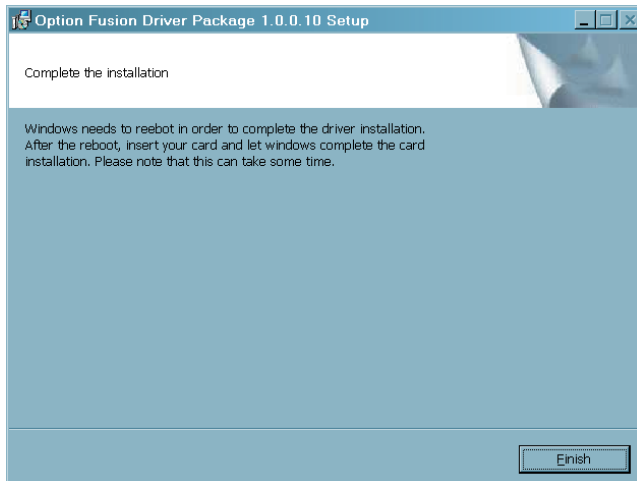 Option Fusion Driver Package 1.0.0.10 Setup
Complete the installation
Windows needs to reebot in order to complete the driver installation.
After the reboot, insert your card and let windows complete the card
installation. Please note that this can take some time.
Finish